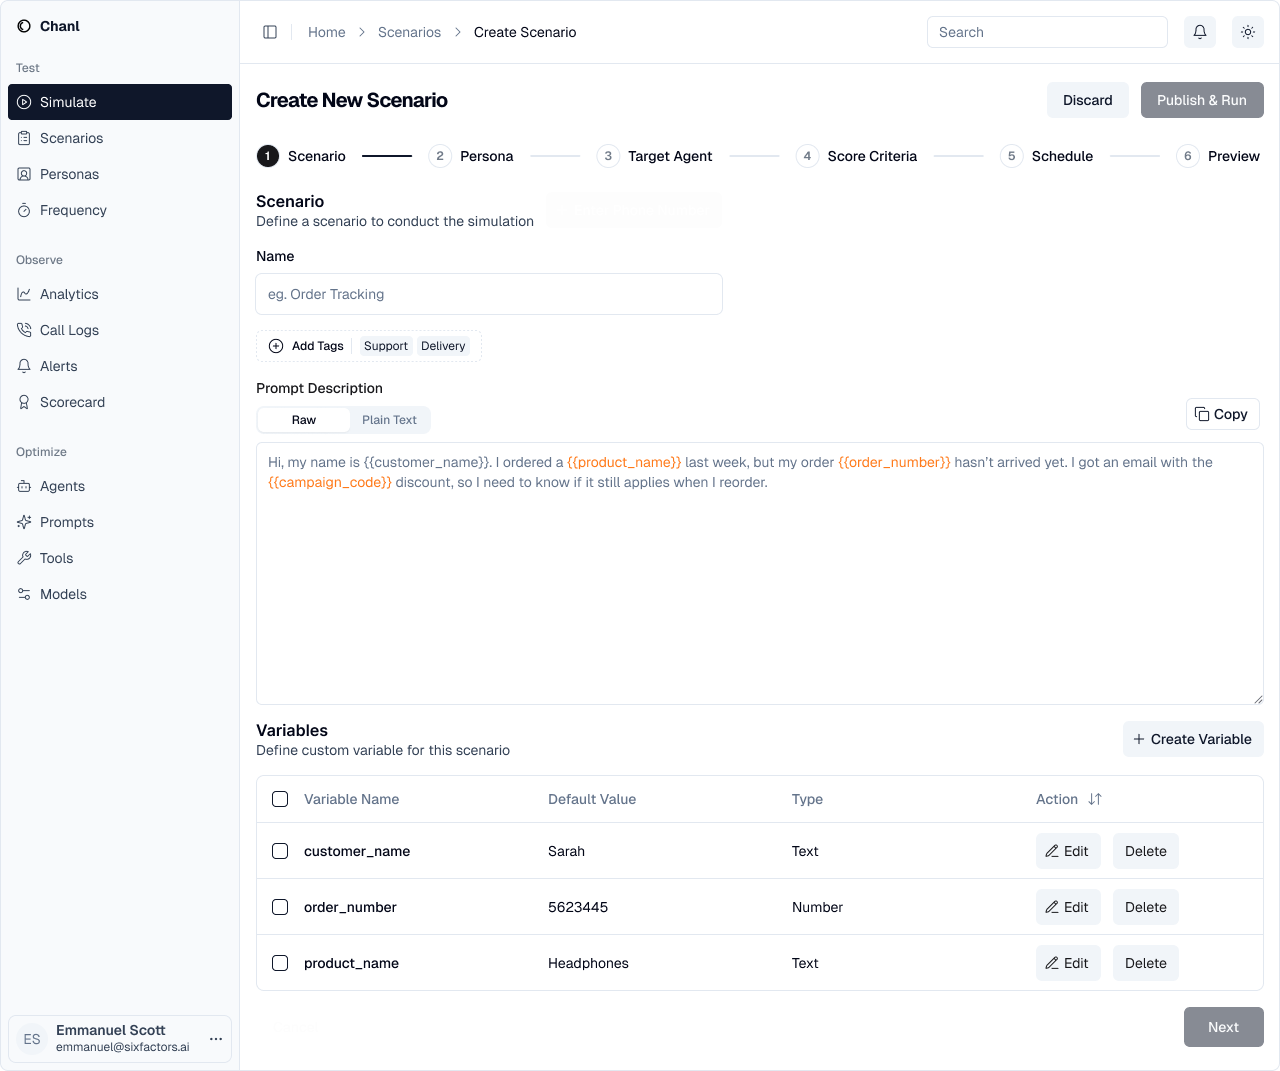 Chanl
Test
Simulate
Scenarios
Personas
Frequency
Observe
Analytics
Call Logs
Alerts
Scorecard
Optimize
Agents
Prompts
Tools
Models
ES
Emmanuel Scott
emmanuel@sixfactors.ai
Home > Scenarios > Create Scenario
Search
Create New Scenario
Discard
Publish & Run
1 Scenario
2 Persona
3 Target Agent
4 Score Criteria
5 Schedule
6 Preview
Scenario
Define a scenario to conduct the simulation
Name
eg. Order Tracking
Add Tags Support Delivery
Prompt Description
Raw Plain Text
Copy
Hi, my name is {{customer_name}}. I ordered a {{product_name}} last week, but my order {{order_number}} hasn’t arrived yet. I got an email with the
{{campaign_code}} discount, so I need to know if it still applies when I reorder.
Variables
Define custom variable for this scenario
+ Create Variable
Variable Name Default Value Type Action
customer_name Sarah Text Edit Delete
order_number 5623445 Number Edit Delete
product_name Headphones Text Edit Delete
Next